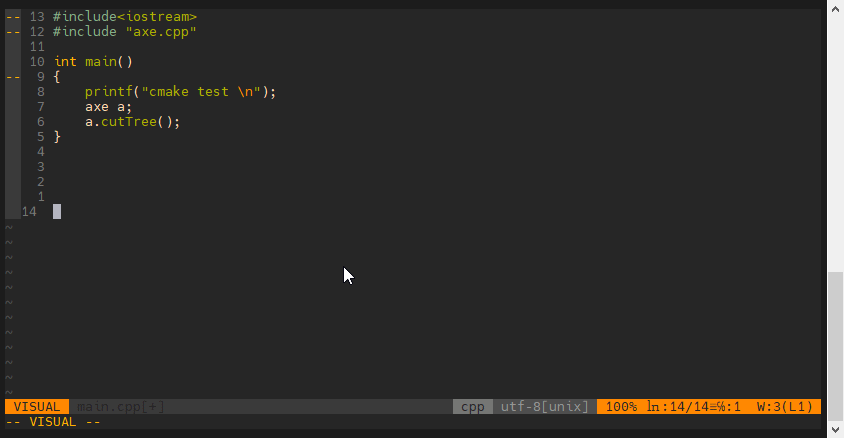 -- 13 #include<iostream>
-- 12 #include "axe.cpp"
11
10 int main()
-- 9 {
8     printf("cmake test \n");
7     axe a;
6     a.cutTree();
5 }
4
3
2
1
14
~
~
~
~
~
~
~
~
~
~
~
~
VISUAL main.cpp[+] cpp utf-8[unix] 100% ln:14/14≡℅:1 W:3(L1)
-- VISUAL --